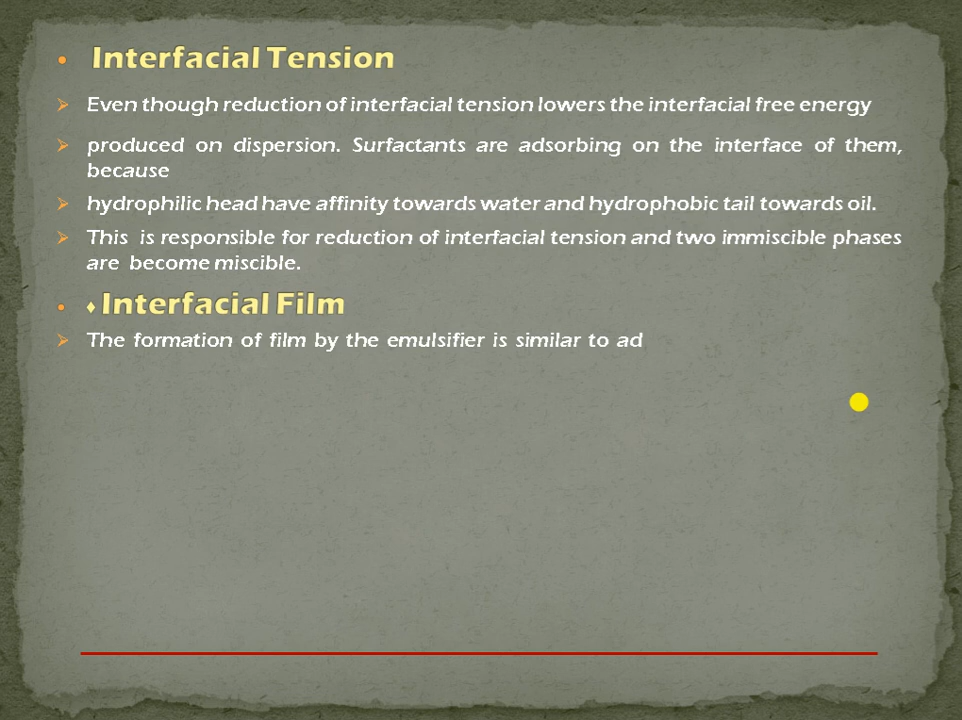 • Interfacial Tension
➢ Even though reduction of interfacial tension lowers the interfacial free energy
➢ produced on dispersion. Surfactants are adsorbing on the interface of them,
because
➢ hydrophilic head have affinity towards water and hydrophobic tail towards oil.
➢ This is responsible for reduction of interfacial tension and two immiscible phases
are become miscible.
• ♦ Interfacial Film
➢ The formation of film by the emulsifier is similar to ad